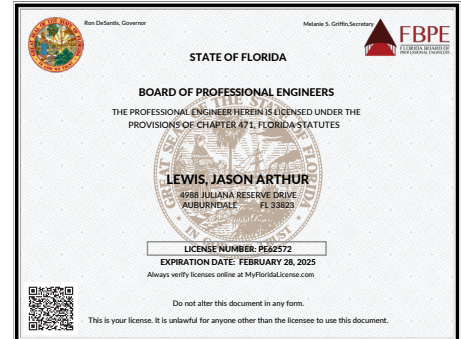 Ron DeSantis, Governor
Melanie S. Griffin,Secretary
FBPE
FLORIDA BOARD OF
PROFESSIONAL ENGINEERS
STATE OF FLORIDA
BOARD OF PROFESSIONAL ENGINEERS
THE PROFESSIONAL ENGINEER HEREIN IS LICENSED UNDER THE
PROVISIONS OF CHAPTER 471, FLORIDA STATUTES
LEWIS, JASON ARTHUR
4988 JULIANA RESERVE DRIVE
AUBURNDALE FL 33823
LICENSE NUMBER: PE62572
EXPIRATION DATE: FEBRUARY 28, 2025
Always verify licenses online at MyFloridaLicense.com
Do not alter this document in any form.
This is your license. It is unlawful for anyone other than the licensee to use this document.